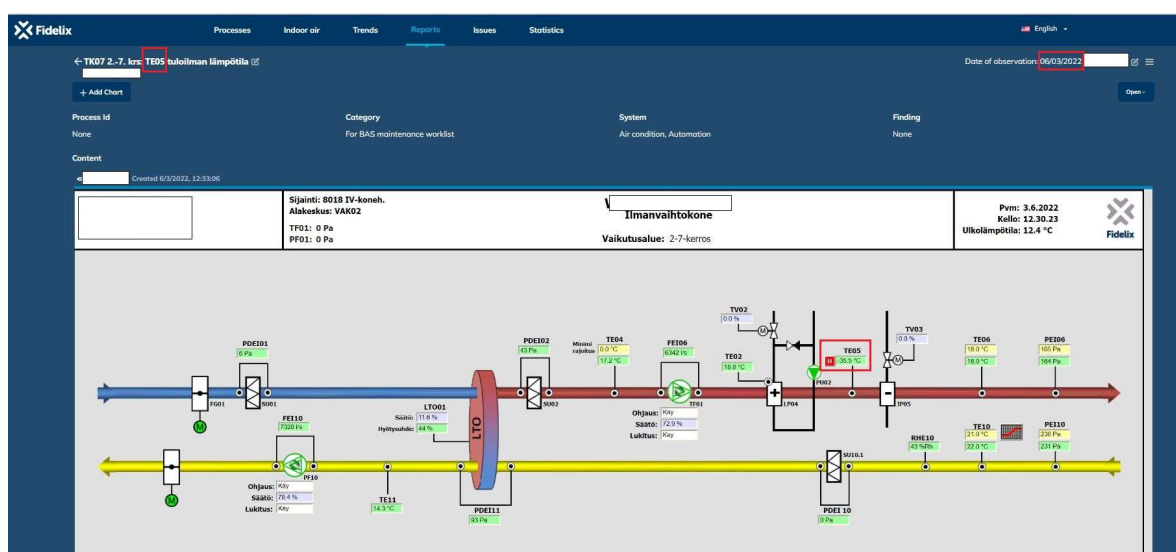 Fidelix
Processes Indoor air Trends Reports Issues Statistics
English
TK07 2.-7. krs: TE05 tuloilman lämpötila
Date of observation: 06/03/2022
+ Add Chart
Open
Process Id
Category
System
Finding
None
For BAS maintenance worklist
Air condition, Automation
None
Content
Created 6/3/2022, 12:33:06
Sijainti: 8018 IV-koneh.
Alakeskus: VAK02
TF01: 0 Pa
PF01: 0 Pa
Ilmanvaihtokone
Vaikutusalue: 2-7-kerros
Pvm: 3.6.2022
Kello: 12.30.23
Ulkolämpötila: 12.4 °C
Fidelix
TV02
0.0 %
M
TV03
0.0 %
M
PDEI01
6 Pa
PDEI02
43 Pa
Minimi
rajoitus
TE04
0.0 °C
17.2 °C
FEI06
6342 l/s
TE02
18.8 °C
TE05
H -35.5 °C
TE06
18.0 °C
18.0 °C
PEI06
165 Pa
164 Pa
PU02
FG01
SU01
SU02
TF01
LP04
JP05
M
FEI10
7328 l/s
LTO01
Säätö: 11.6 %
Hyötysuhde: 44 %
LTO
Ohjaus: Käy
Säätö: 72.9 %
Lukitus: Käy
RHE10
43 %Rh
TE10
21.0 °C
22.0 °C
PEI10
230 Pa
231 Pa
SU10.1
PF10
M
Ohjaus: Käy
Säätö: 78.4 %
Lukitus: Käy
TE11
14.3 °C
PDEI11
93 Pa
PDEI 10
0 Pa